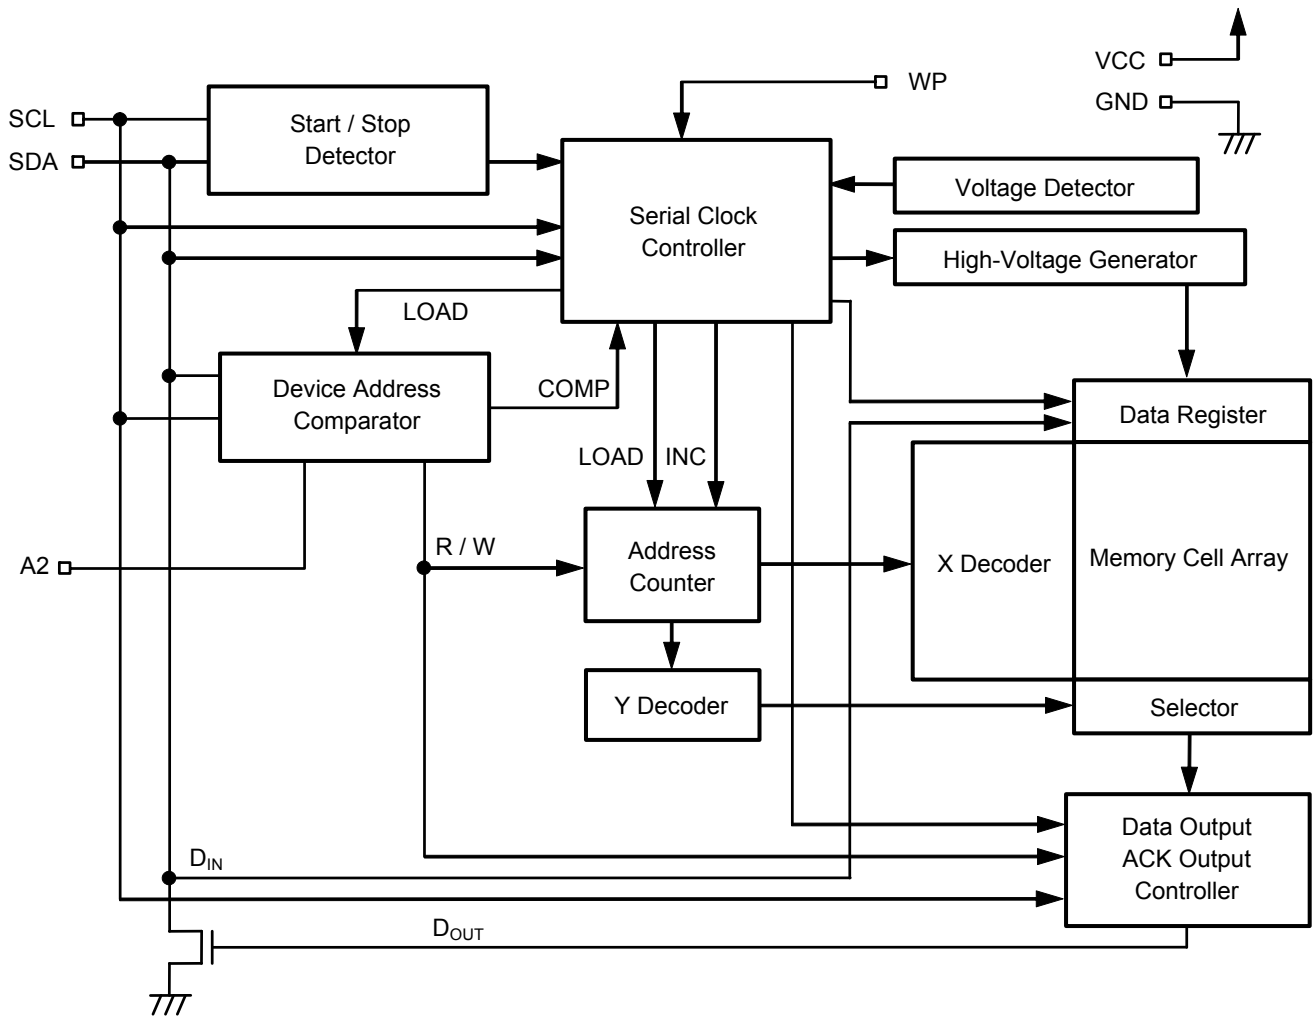 VCC
WP
GND
SCL
Start / Stop
Detector
SDA
Voltage Detector
Serial Clock
Controller
High-Voltage Generator
LOAD
Device Address
Comparator
COMP
Data Register
LOAD
INC
R / W
Address
Counter
X Decoder
Memory Cell Array
A2
Y Decoder
Selector
Data Output
ACK Output
Controller
DIN
DOUT